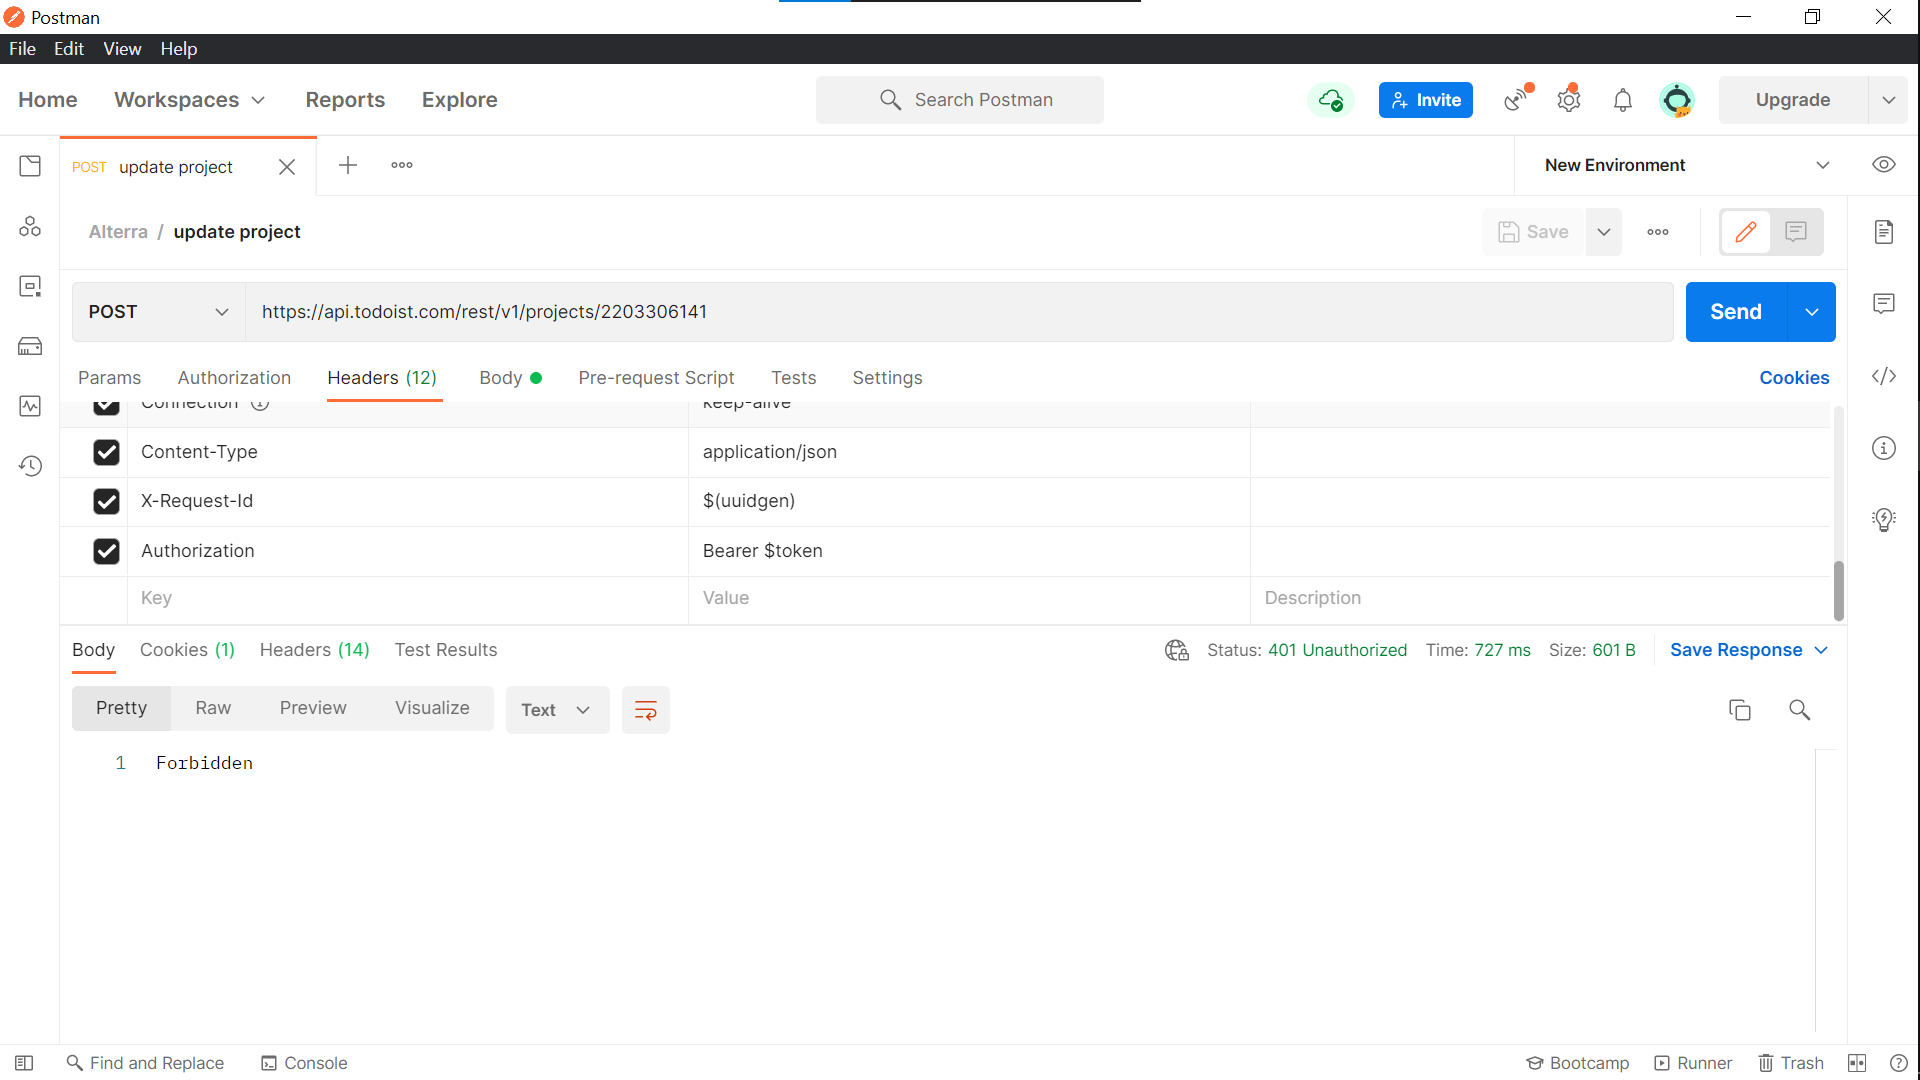 Postman
File Edit View Help
Home Workspaces Reports Explore Search Postman Invite Upgrade
POST update project New Environment
Alterra / update project Save
POST https://api.todoist.com/rest/v1/projects/2203306141 Send
Params Authorization Headers (12) Body Pre-request Script Tests Settings Cookies
Connection keep-alive
Content-Type application/json
X-Request-Id $(uuidgen)
Authorization Bearer $token
Key Value Description
Body Cookies (1) Headers (14) Test Results Status: 401 Unauthorized Time: 727 ms Size: 601 B Save Response
Pretty Raw Preview Visualize Text
1 Forbidden
Find and Replace Console Bootcamp Runner Trash